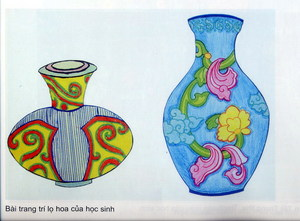 Bài trang trí lọ hoa của học sinh